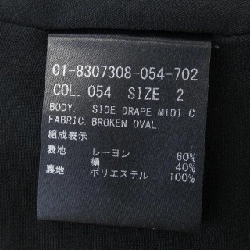 01-8307308-054-702
COL. 054 SIZE 2
BODY. SIDE DRAPE MIDI C
FABRIC. BROKEN OVAL
組成表示
表地 レーヨン 60%
綿 40%
裏地 ポリエステル 100%